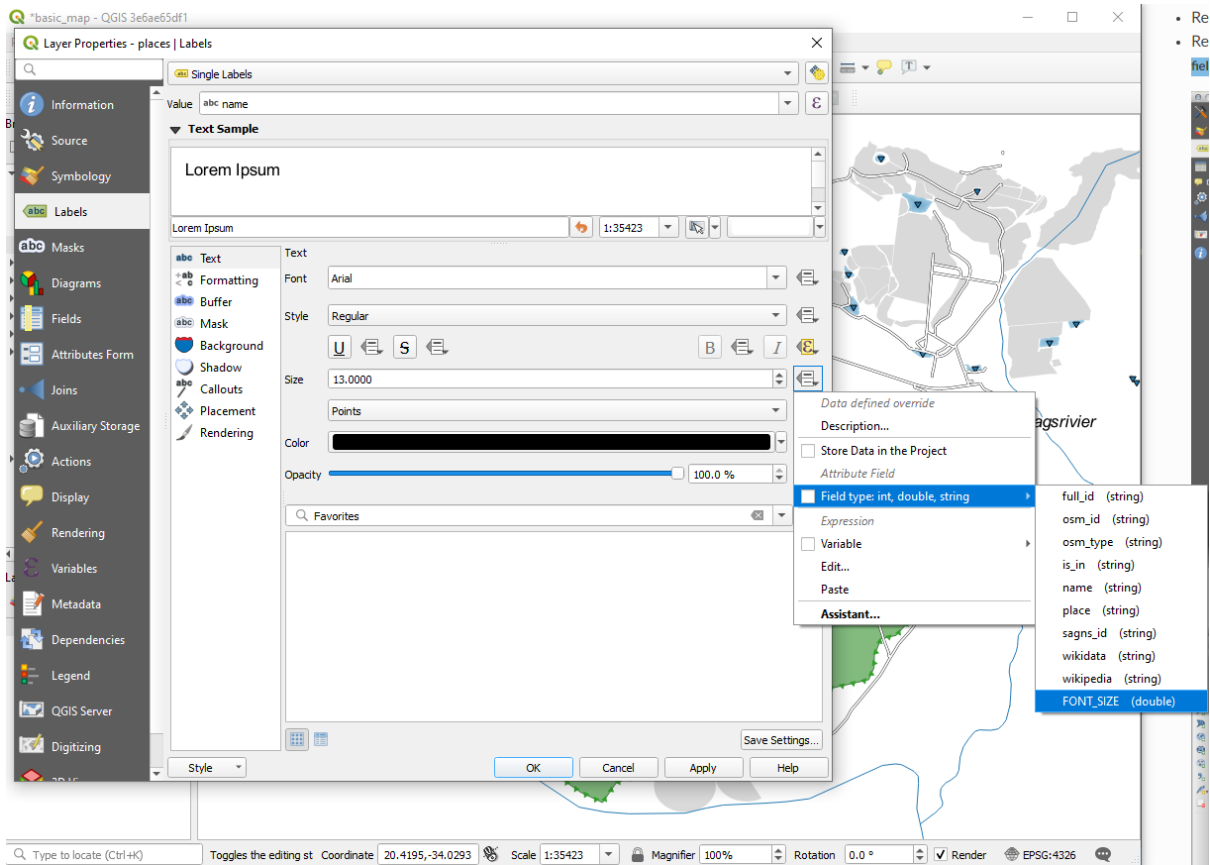 *basic_map - QGIS 3e6ae65df1
Layer Properties - places | Labels
Information
Source
Symbology
Labels
Masks
Diagrams
Fields
Attributes Form
Joins
Auxiliary Storage
Actions
Display
Rendering
Variables
Metadata
Dependencies
Legend
QGIS Server
Digitizing
Single Labels
Value abc name
Text Sample
Lorem Ipsum
Lorem Ipsum
1:35423
Text
Formatting
Buffer
Mask
Background
Shadow
Callouts
Placement
Rendering
Text
Font Arial
Style Regular
U S B I
Size 13.0000
Points
Color
Opacity 100.0 %
Favorites
Save Settings...
Style OK Cancel Apply Help
Data defined override
Description...
Store Data in the Project
Attribute Field
Field type: int, double, string
Expression
Variable
Edit...
Paste
Assistant...
full_id (string)
osm_id (string)
osm_type (string)
is_in (string)
name (string)
place (string)
sagns_id (string)
wikidata (string)
wikipedia (string)
FONT_SIZE (double)
agsrivier
Re
Re
fiel
Type to locate (Ctrl+K) Toggles the editing st Coordinate 20.4195,-34.0293 Scale 1:35423 Magnifier 100% Rotation 0.0 ° Render EPSG:4326